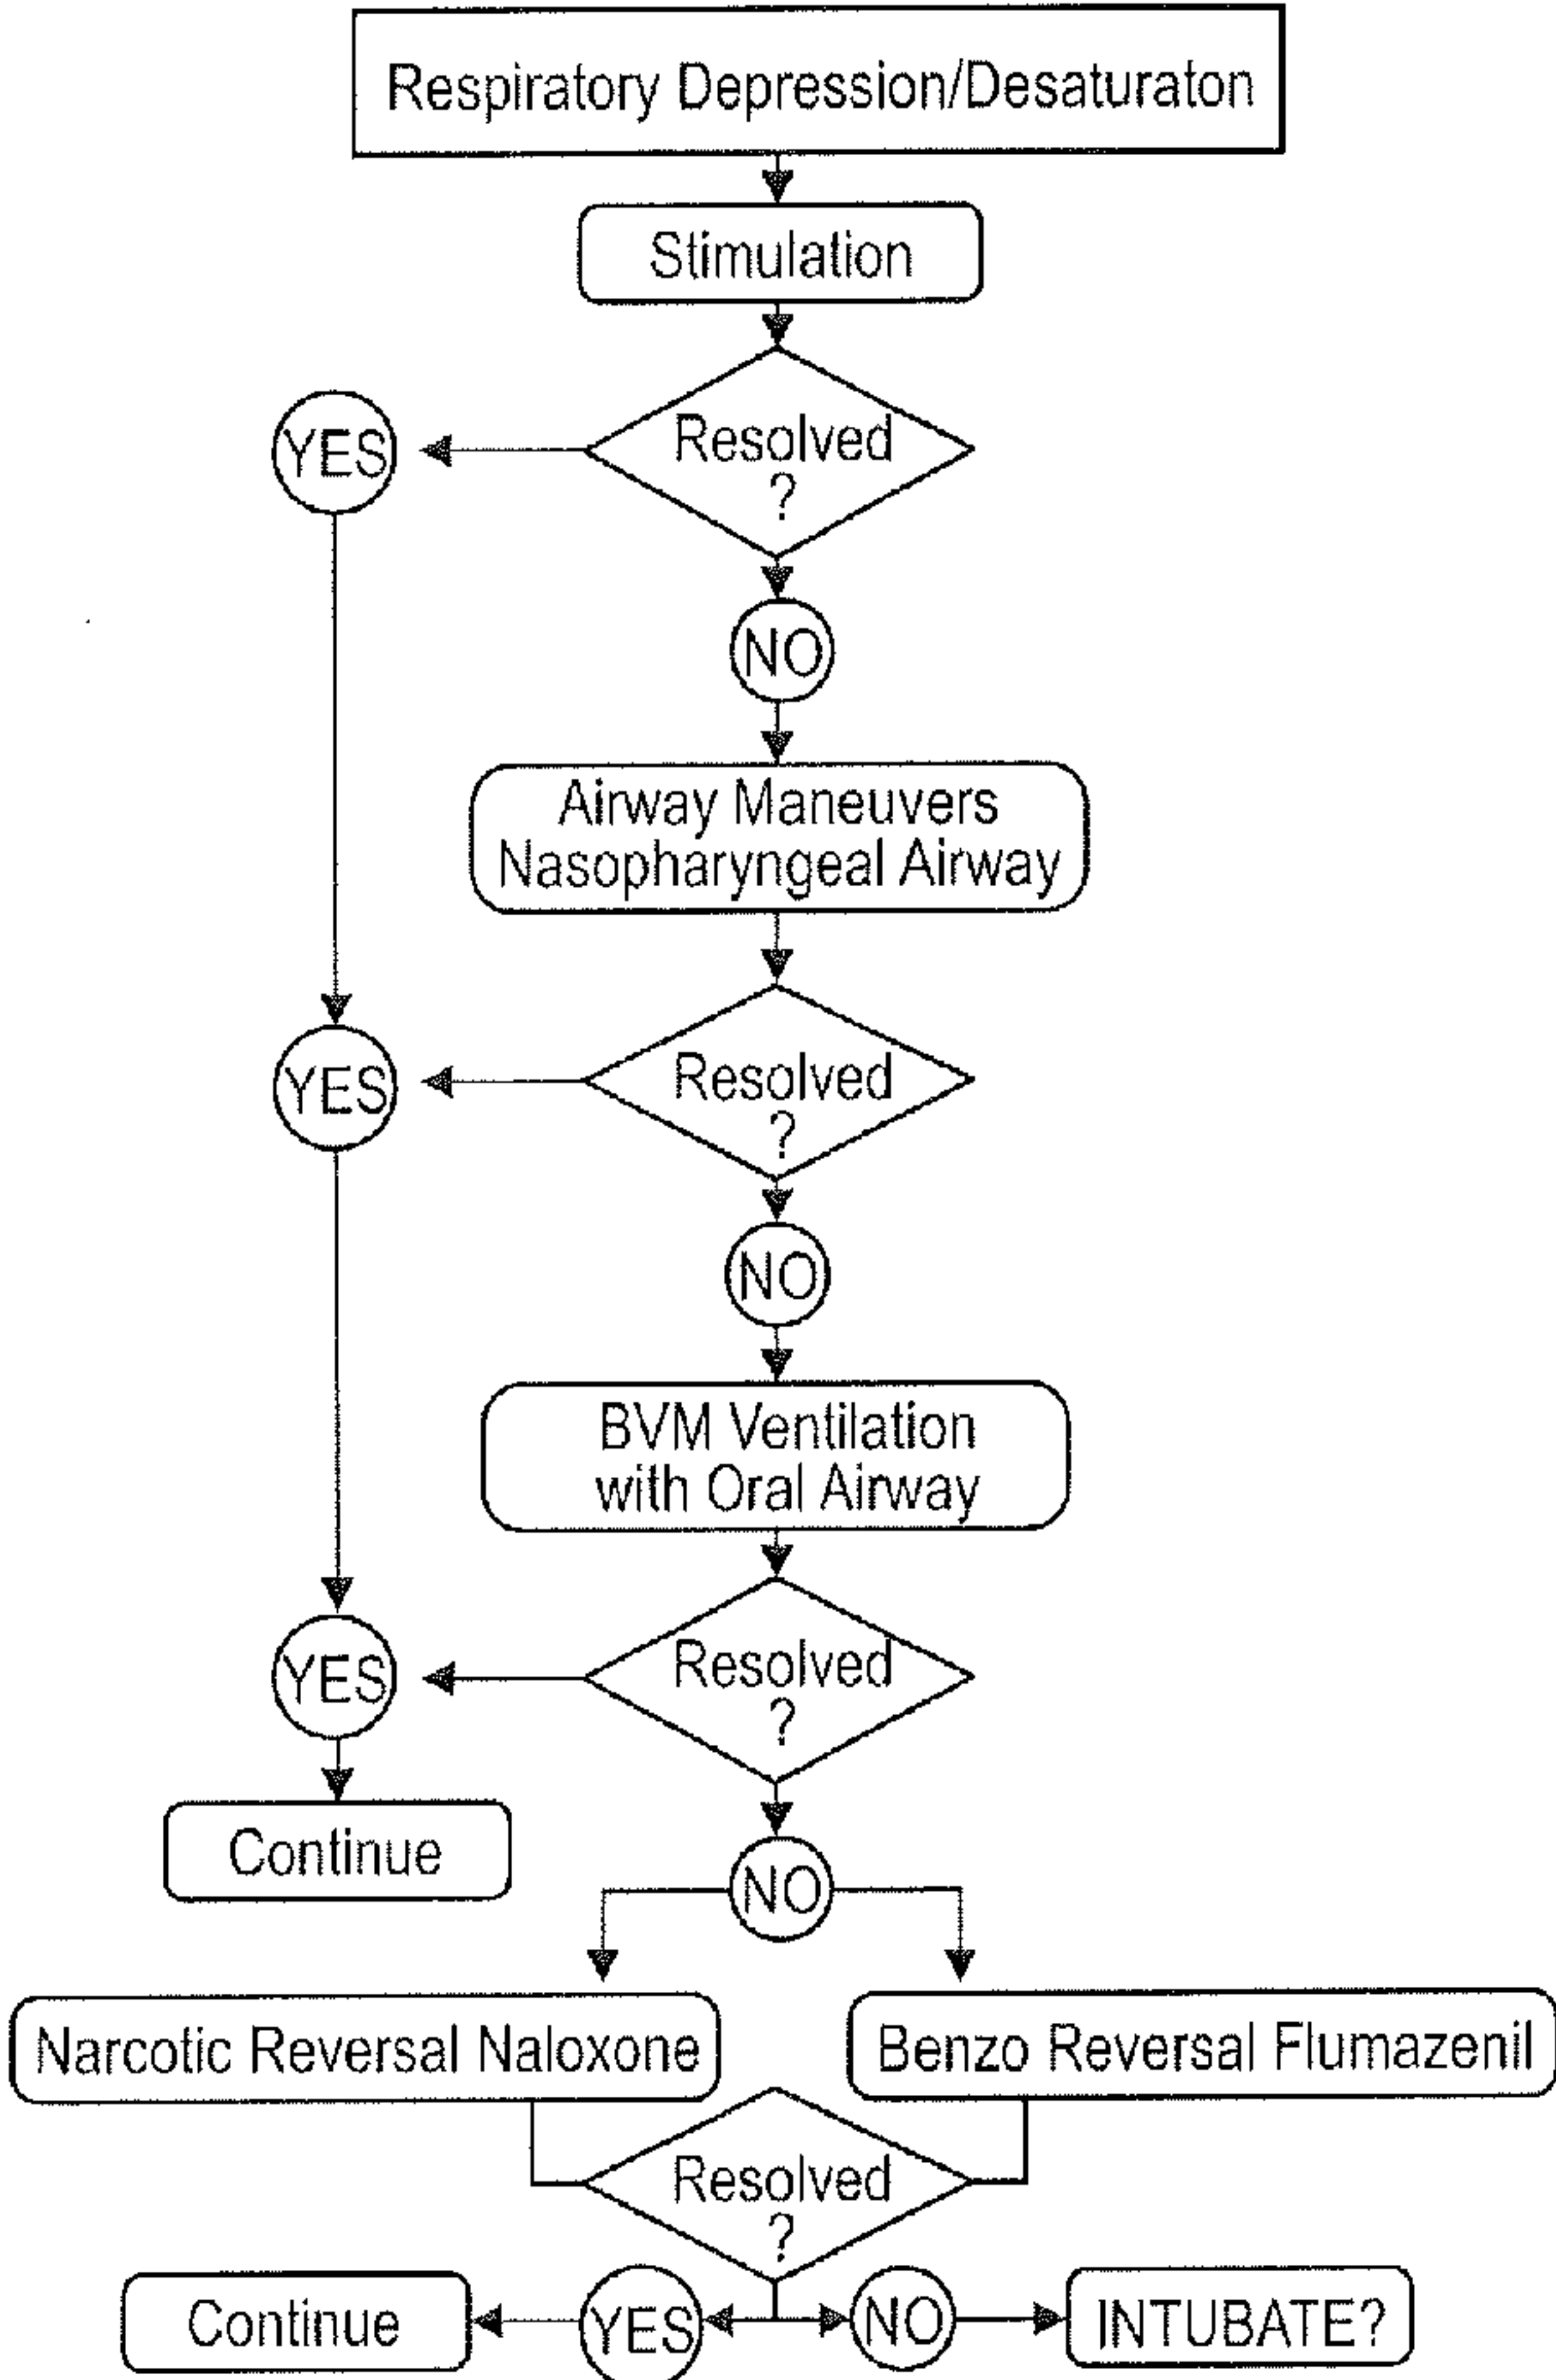 Respiratory Depression/Desaturaton
Stimulation
Resolved
?
YES
NO
Airway Maneuvers
Nasopharyngeal Airway
Resolved
?
YES
NO
BVM Ventilation
with Oral Airway
Resolved
?
YES
Continue
NO
Narcotic Reversal Naloxone
Benzo Reversal Flumazenil
Resolved
?
Continue
YES
NO
INTUBATE?